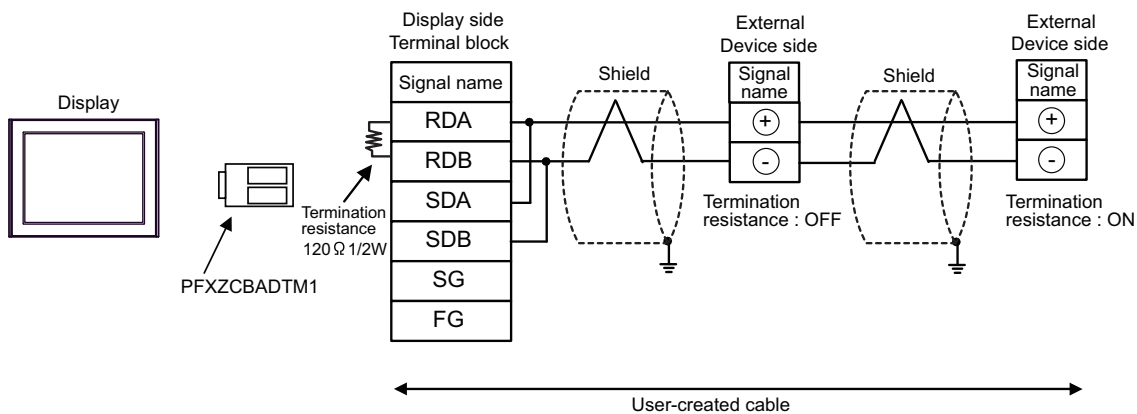 Display
PFXZCBADTM1
Termination
resistance
120Ω 1/2W
Display side
Terminal block
Signal name
RDA
RDB
SDA
SDB
SG
FG
Shield
External
Device side
Signal
name
+
-
Termination
resistance : OFF
Shield
External
Device side
Signal
name
+
-
Termination
resistance : ON
User-created cable